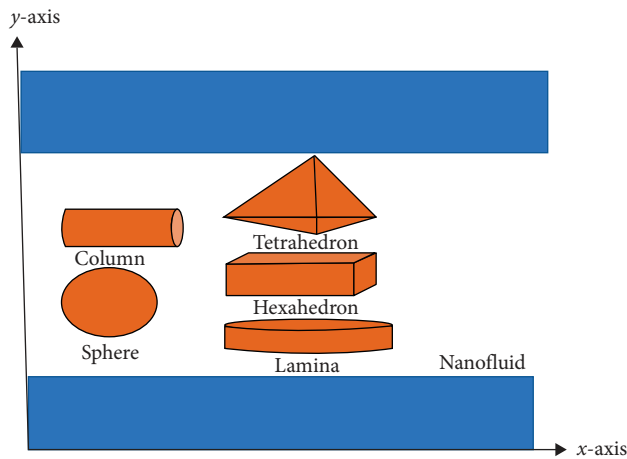 y-axis
Tetrahedron
Column
Hexahedron
Sphere
Lamina
Nanofluid
x-axis